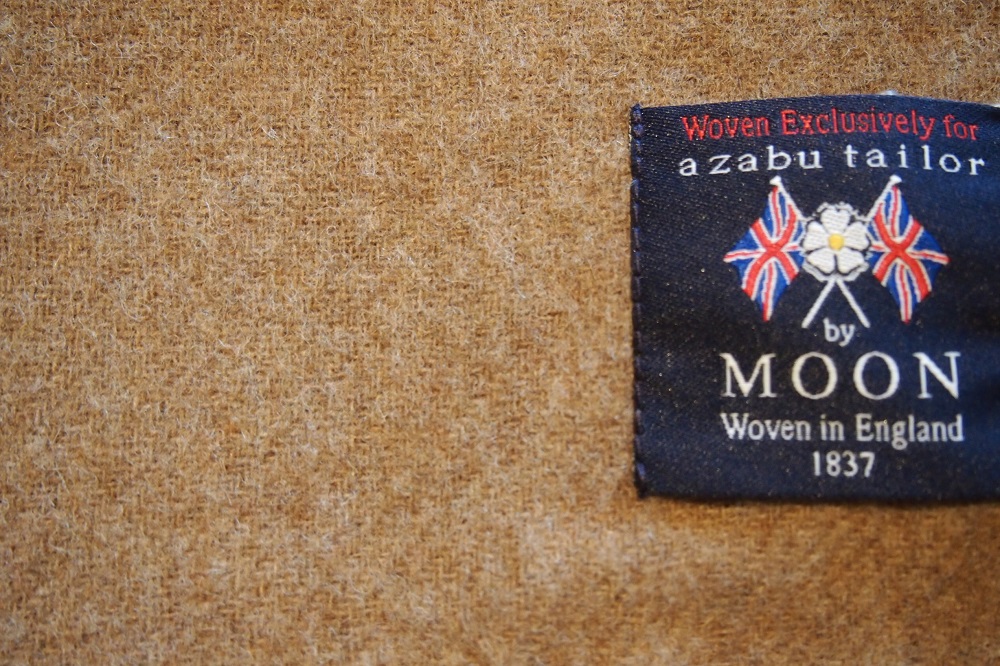 Woven Exclusively for
azabu tailor
by
MOON
Woven in England
1837